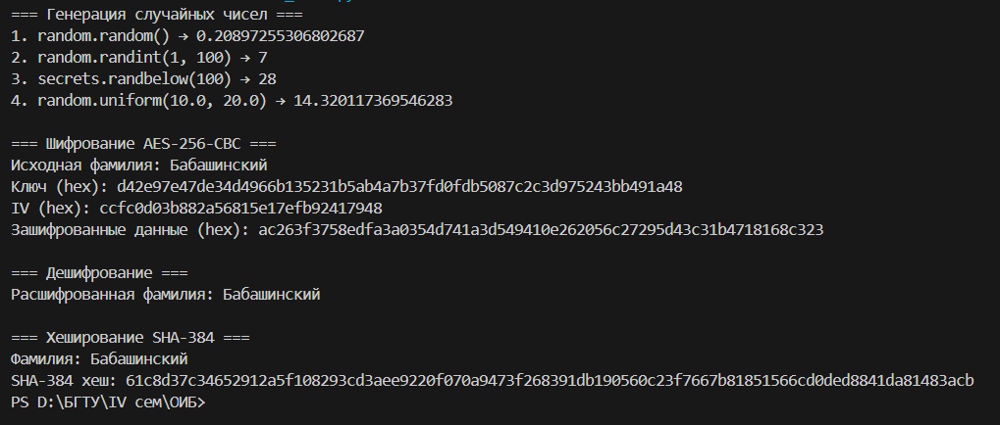 === Генерация случайных чисел ===
1. random.random() → 0.20897255306802687
2. random.randint(1, 100) → 7
3. secrets.randbelow(100) → 28
4. random.uniform(10.0, 20.0) → 14.320117369546283
=== Шифрование AES-256-CBC ===
Исходная фамилия: Бабашинский
Ключ (hex): d42e97e47de34d4966b135231b5ab4a7b37fd0fdb5087c2c3d975243bb491a48
IV (hex): ccfc0d03b882a56815e17efb92417948
Зашифрованные данные (hex): ac263f3758edfa3a0354d741a3d549410e262056c27295d43c31b4718168c323
=== Дешифрование ===
Расшифрованная фамилия: Бабашинский
=== Хеширование SHA-384 ===
Фамилия: Бабашинский
SHA-384 хеш: 61c8d37c34652912a5f108293cd3aee9220f070a9473f268391db190560c23f7667b81851566cd0ded8841da81483acb
PS D:\БГТУ\IV сем\ОИБ>